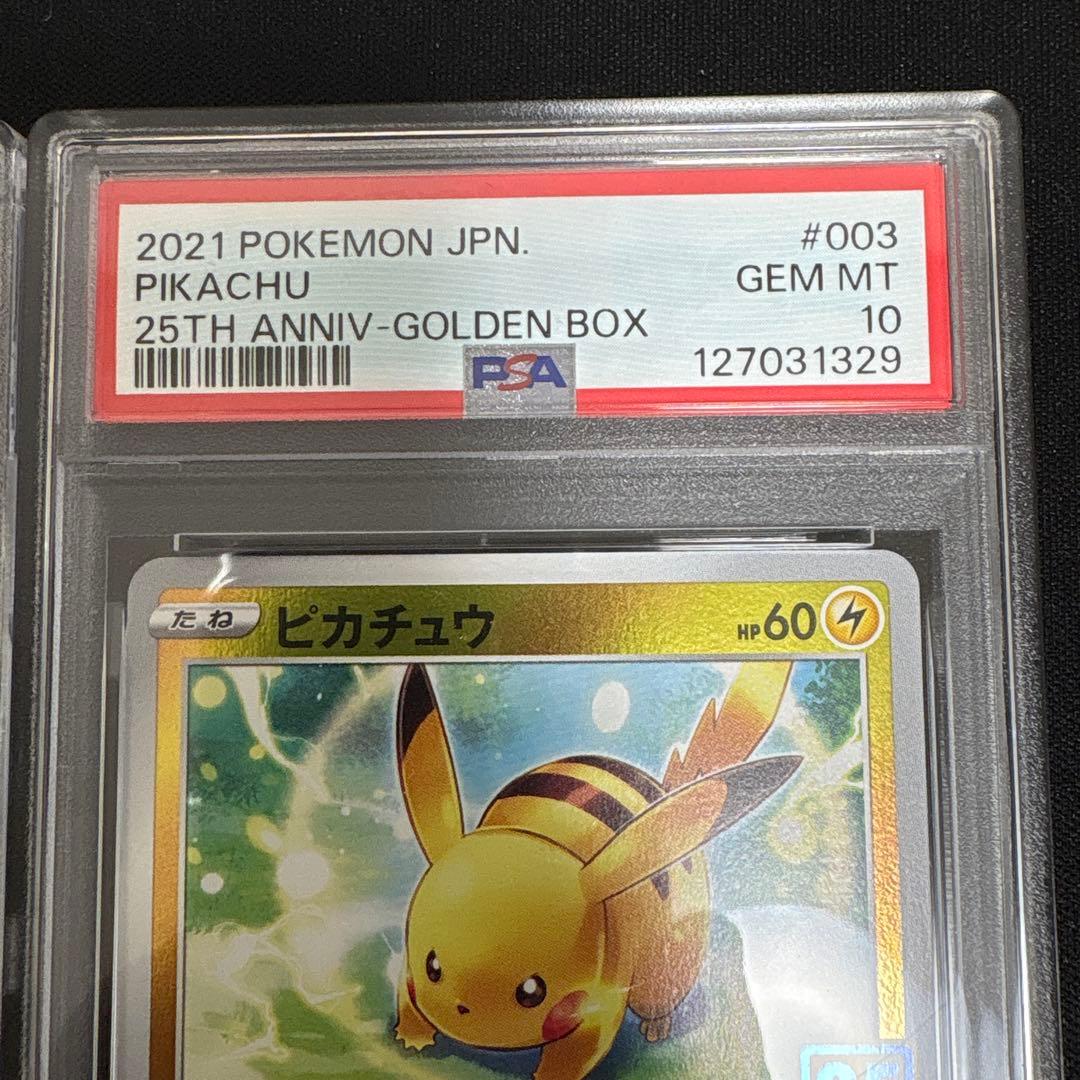 2021 POKEMON JPN. #003
PIKACHU GEM MT
25TH ANNIV-GOLDEN BOX 10
PSA 127031329
たね ピカチュウ HP60